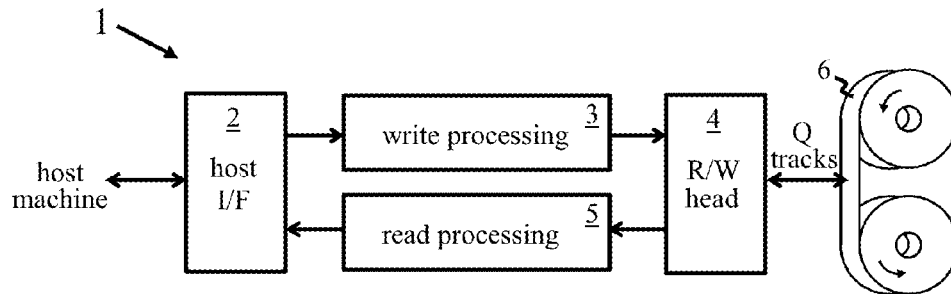 1
6
2
host
I/F
write processing 3
4
R/W
head
Q
tracks
host
machine
read processing 5